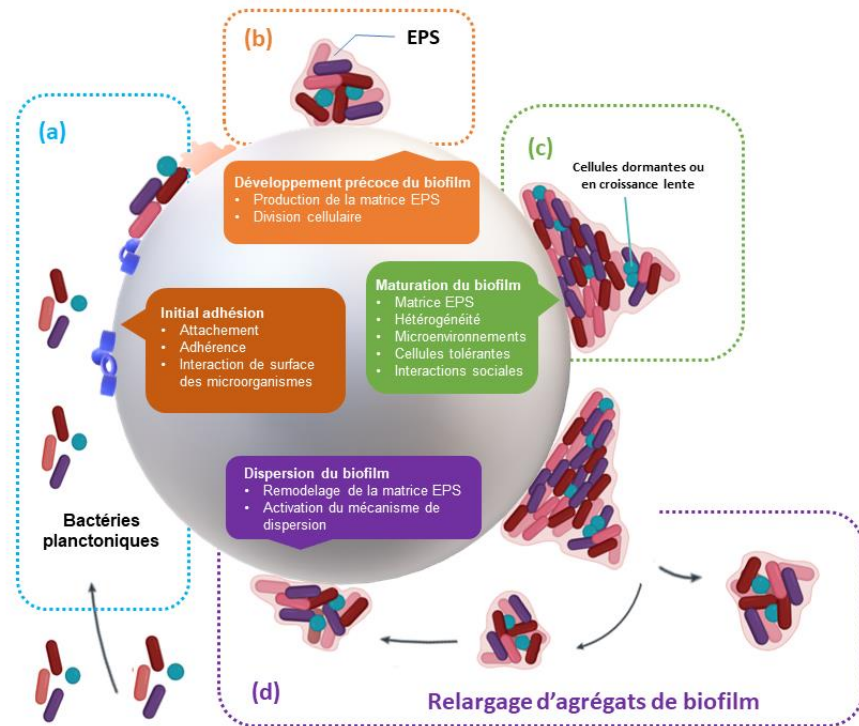 (a)
Bactéries
planctoniques
Initial adhésion
• Attachement
• Adhérence
• Interaction de surface
des microorganismes
(b)
EPS
Développement précoce du biofilm
• Production de la matrice EPS
• Division cellulaire
(c)
Cellules dormantes ou
en croissance lente
Maturation du biofilm
• Matrice EPS
• Hétérogénéité
• Microenvironnements
• Cellules tolérantes
• Interactions sociales
Dispersion du biofilm
• Remodelage de la matrice EPS
• Activation du mécanisme de
dispersion
(d)
Relargage d'agrégats de biofilm